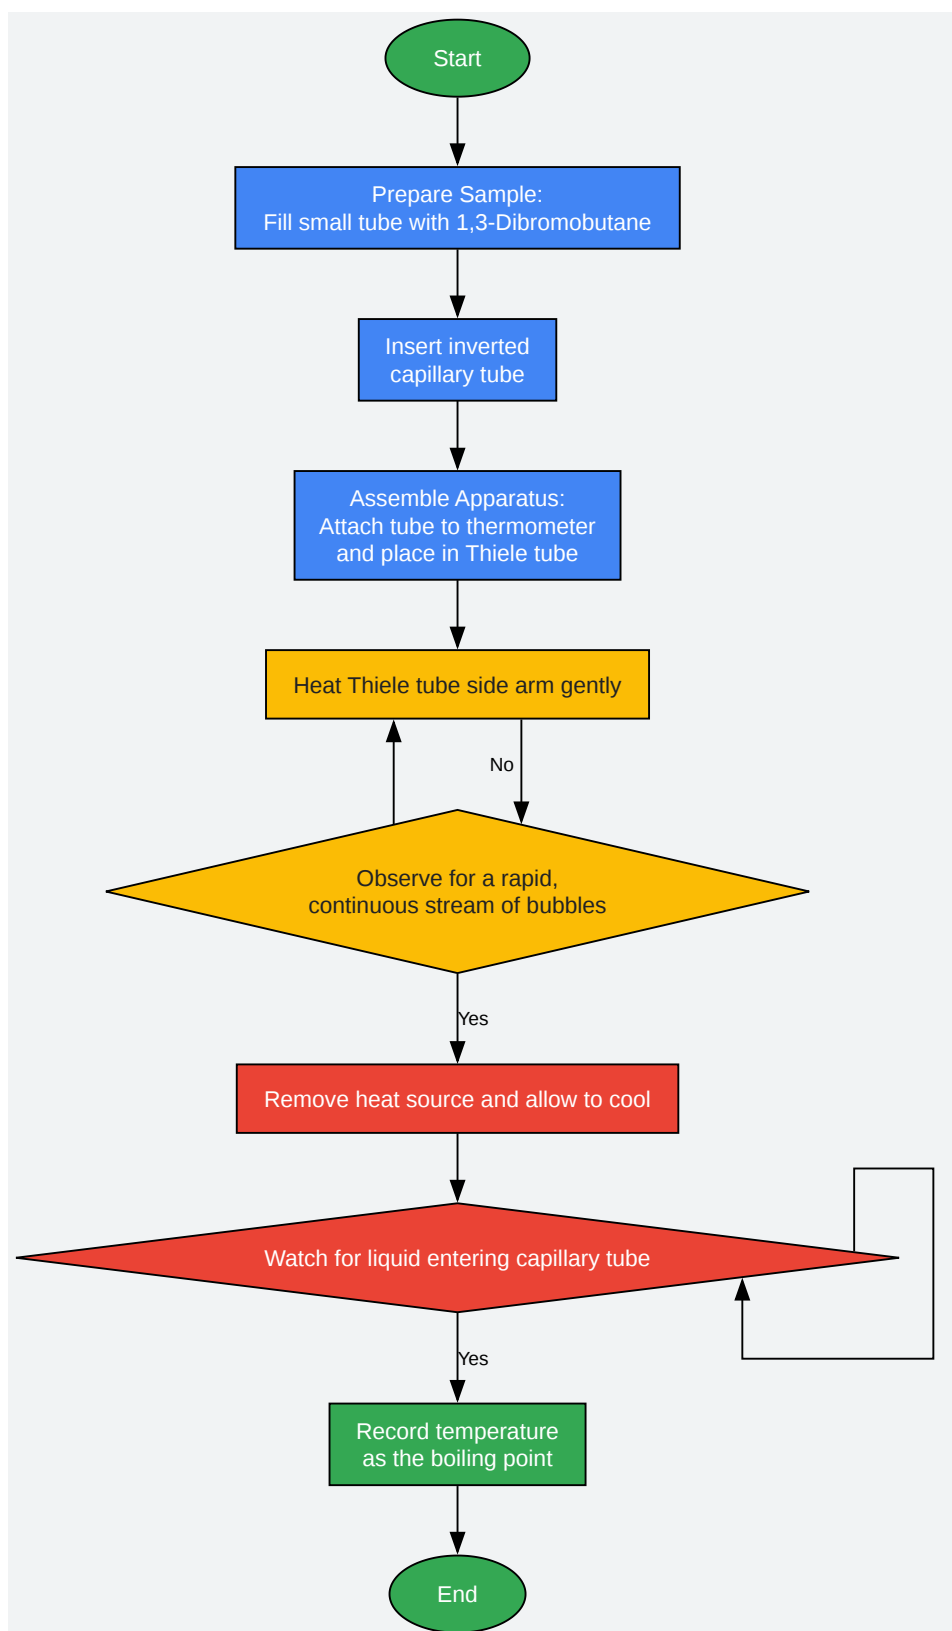 Start
Prepare Sample:
Fill small tube with 1,3-Dibromobutane
Insert inverted
capillary tube
Assemble Apparatus:
Attach tube to thermometer
and place in Thiele tube
Heat Thiele tube side arm gently
No
Observe for a rapid,
continuous stream of bubbles
Yes
Remove heat source and allow to cool
Watch for liquid entering capillary tube
Yes
Record temperature
as the boiling point
End